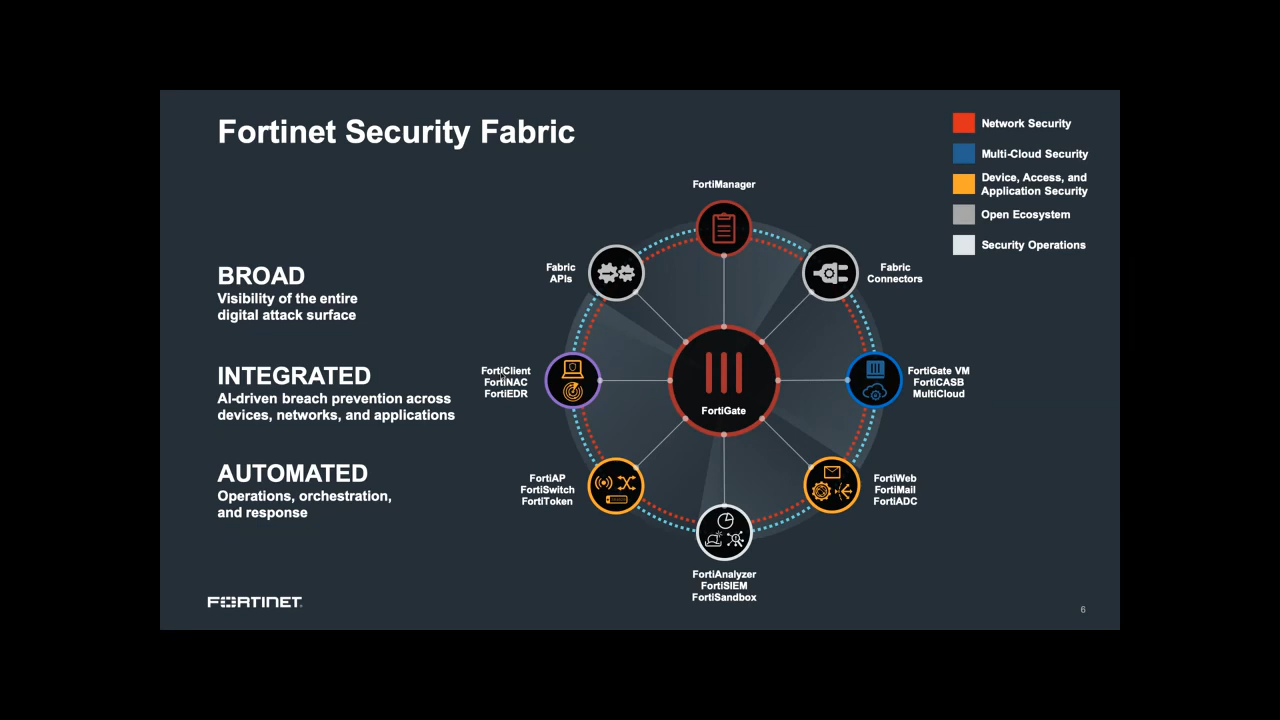 Fortinet Security Fabric
Network Security
Multi-Cloud Security
Device, Access, and
Application Security
Open Ecosystem
Security Operations
BROAD
Visibility of the entire
digital attack surface
INTEGRATED
AI-driven breach prevention across
devices, networks, and applications
AUTOMATED
Operations, orchestration,
and response
FortiManager
Fabric
APIs
Fabric
Connectors
FortiClient
FortiNAC
FortiEDR
FortiGate
FortiGate VM
FortiCASB
MultiCloud
FortiAP
FortiSwitch
FortiToken
FortiWeb
FortiMail
FortiADC
FortiAnalyzer
FortiSIEM
FortiSandbox
FORTINET
6